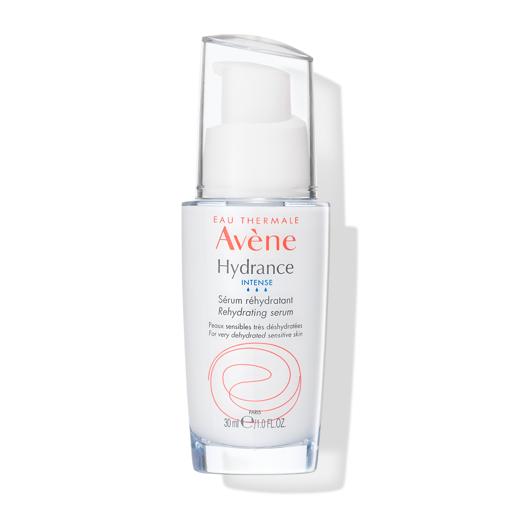 EAU THERMALE
Avène
Hydrance
INTENSE
Sérum réhydratant
Rehydrating serum
Peaux sensibles très déshydratées
For very dehydrated sensitive skin
PARIS
30 ml ℮/1.0 FL.OZ.